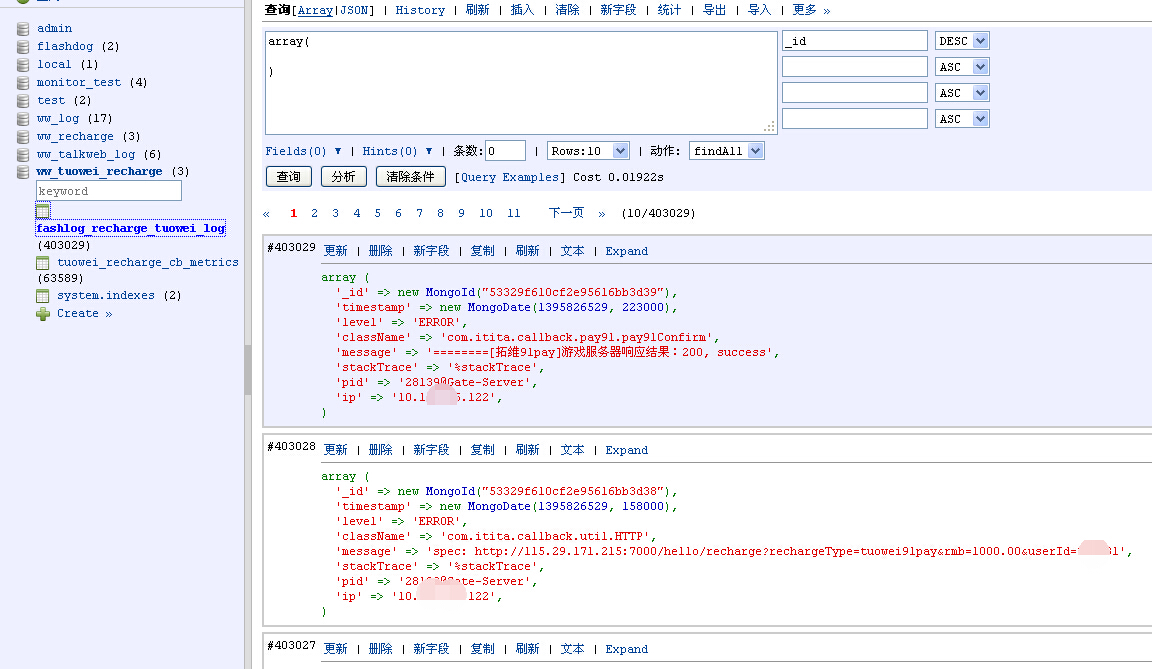 admin
flashdog (2)
local (1)
monitor_test (4)
test (2)
ww_log (17)
ww_recharge (3)
ww_talkweb_log (6)
ww_tuowei_recharge (3)
keyword
fashlog_recharge_tuowei_log
(403029)
tuowei_recharge_cb_metrics
(63589)
system.indexes (2)
Create »
查询[Array|JSON] | History | 刷新 | 插入 | 清除 | 新字段 | 统计 | 导出 | 导入 | 更多 »
array(
)
_id DESC
ASC
ASC
ASC
Fields(0) ▼ | Hints(0) ▼ | 条数:0 | Rows:10 | 动作: findAll
查询 分析 清除条件 [Query Examples] Cost 0.01922s
« 1 2 3 4 5 6 7 8 9 10 11 下一页 » (10/403029)
#403029 更新 | 删除 | 新字段 | 复制 | 刷新 | 文本 | Expand
array (
'_id' => new MongoId("53329f610cf2e95616bb3d39"),
'timestamp' => new MongoDate(1395826529, 223000),
'level' => 'ERROR',
'className' => 'com.itita.callback.pay91.pay91Confirm',
'message' => '========[拓维91pay]游戏服务器响应结果：200, success',
'stackTrace' => '%stackTrace',
'pid' => '28139@Gate-Server',
'ip' => '10.1 5.122',
)
#403028 更新 | 删除 | 新字段 | 复制 | 刷新 | 文本 | Expand
array (
'_id' => new MongoId("53329f610cf2e95616bb3d38"),
'timestamp' => new MongoDate(1395826529, 158000),
'level' => 'ERROR',
'className' => 'com.itita.callback.util.HTTP',
'message' => 'spec: http://115.29.171.215:7000/hello/recharge?rechargeType=tuowei91pay&rmb=1000.00&userId= 31',
'stackTrace' => '%stackTrace',
'pid' => '28139@Gate-Server',
'ip' => '10. 122',
)
#403027 更新 | 删除 | 新字段 | 复制 | 刷新 | 文本 | Expand